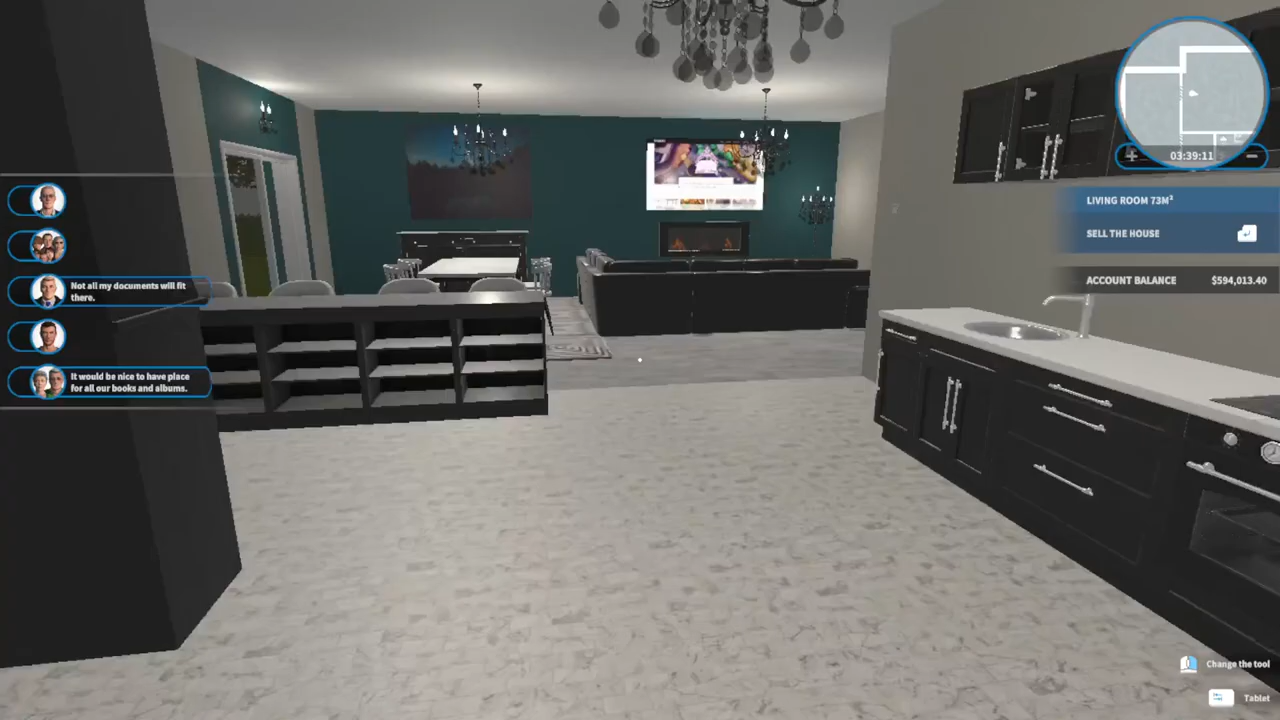 03:39:11
LIVING ROOM 73M³
SELL THE HOUSE
ACCOUNT BALANCE $594,013.40
Not all my documents will fit
there.
It would be nice to have place
for all our books and albums.
Change the tool
Tablet